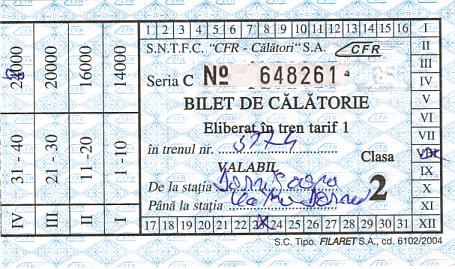 1 2 3 4 5 6 7 8 9 10 11 12 13 14 15 16
S.N.T.F.C. "CFR - Călători" S.A. CFR
Seria C Nº 648261
BILET DE CĂLĂTORIE
Eliberat în tren tarif 1
în trenul nr.
VALABIL
Clasa
De la stația
2
Până la stația
17 18 19 20 21 22 23 24 25 26 27 28 29 30 31
I
II
III
IV
V
VI
VII
VIII
IX
X
XI
XII
20000 16000 14000
31 - 40 21 - 30 11 - 20 1 - 10
IV III II I
S.C. Tipo. FILARET S.A., cd. 6102/2004